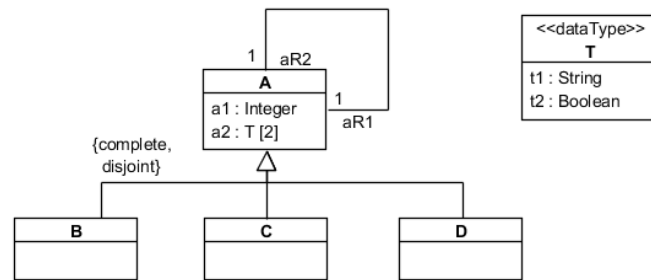 <<dataType>>
T
t1 : String
t2 : Boolean
1
aR2
A
a1 : Integer
a2 : T [2]
1
aR1
{complete,
disjoint}
B
C
D